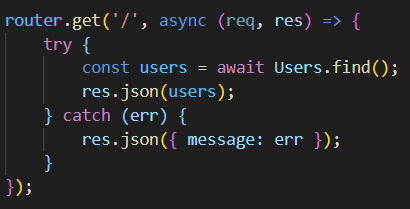 router.get('/', async (req, res) => {
    try {
        const users = await Users.find();
        res.json(users);
    } catch (err) {
        res.json({ message: err });
    }
});